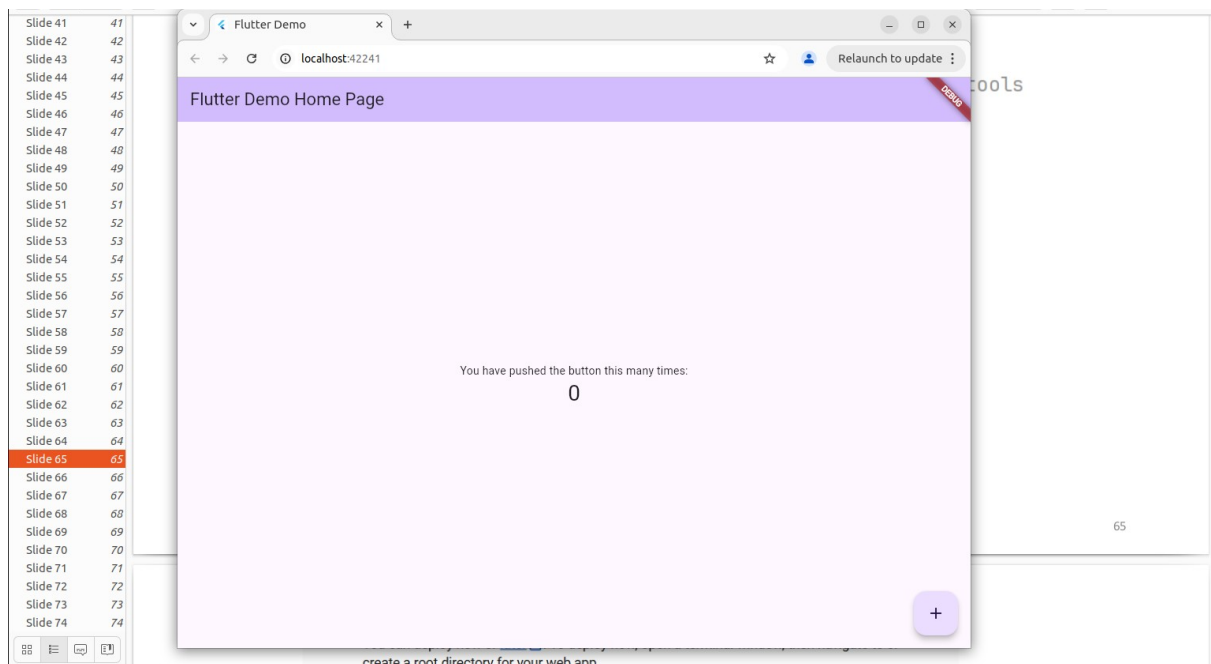 Slide 41 41
Slide 42 42
Slide 43 43
Slide 44 44
Slide 45 45
Slide 46 46
Slide 47 47
Slide 48 48
Slide 49 49
Slide 50 50
Slide 51 51
Slide 52 52
Slide 53 53
Slide 54 54
Slide 55 55
Slide 56 56
Slide 57 57
Slide 58 58
Slide 59 59
Slide 60 60
Slide 61 61
Slide 62 62
Slide 63 63
Slide 64 64
Slide 65 65
Slide 66 66
Slide 67 67
Slide 68 68
Slide 69 69
Slide 70 70
Slide 71 71
Slide 72 72
Slide 73 73
Slide 74 74
Flutter Demo
localhost:42241
Relaunch to update
Flutter Demo Home Page
DEBUG
You have pushed the button this many times:
0
+
tools
65
create a root directory for your web app